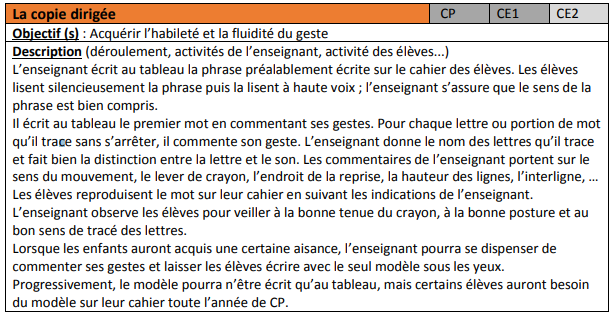 La copie dirigée CP CE1 CE2
Objectif (s) : Acquérir l'habileté et la fluidité du geste
Description (déroulement, activités de l'enseignant, activité des élèves...)
L'enseignant écrit au tableau la phrase préalablement écrite sur le cahier des élèves. Les élèves
lisent silencieusement la phrase puis la lisent à haute voix ; l'enseignant s'assure que le sens de la
phrase est bien compris.
Il écrit au tableau le premier mot en commentant ses gestes. Pour chaque lettre ou portion de mot
qu'il trace sans s'arrêter, il commente son geste. L'enseignant donne le nom des lettres qu'il trace
et fait bien la distinction entre la lettre et le son. Les commentaires de l'enseignant portent sur le
sens du mouvement, le lever de crayon, l'endroit de la reprise, la hauteur des lignes, l'interligne, ...
Les élèves reproduisent le mot sur leur cahier en suivant les indications de l'enseignant.
L'enseignant observe les élèves pour veiller à la bonne tenue du crayon, à la bonne posture et au
bon sens de tracé des lettres.
Lorsque les enfants auront acquis une certaine aisance, l'enseignant pourra se dispenser de
commenter ses gestes et laisser les élèves écrire avec le seul modèle sous les yeux.
Progressivement, le modèle pourra n'être écrit qu'au tableau, mais certains élèves auront besoin
du modèle sur leur cahier toute l'année de CP.